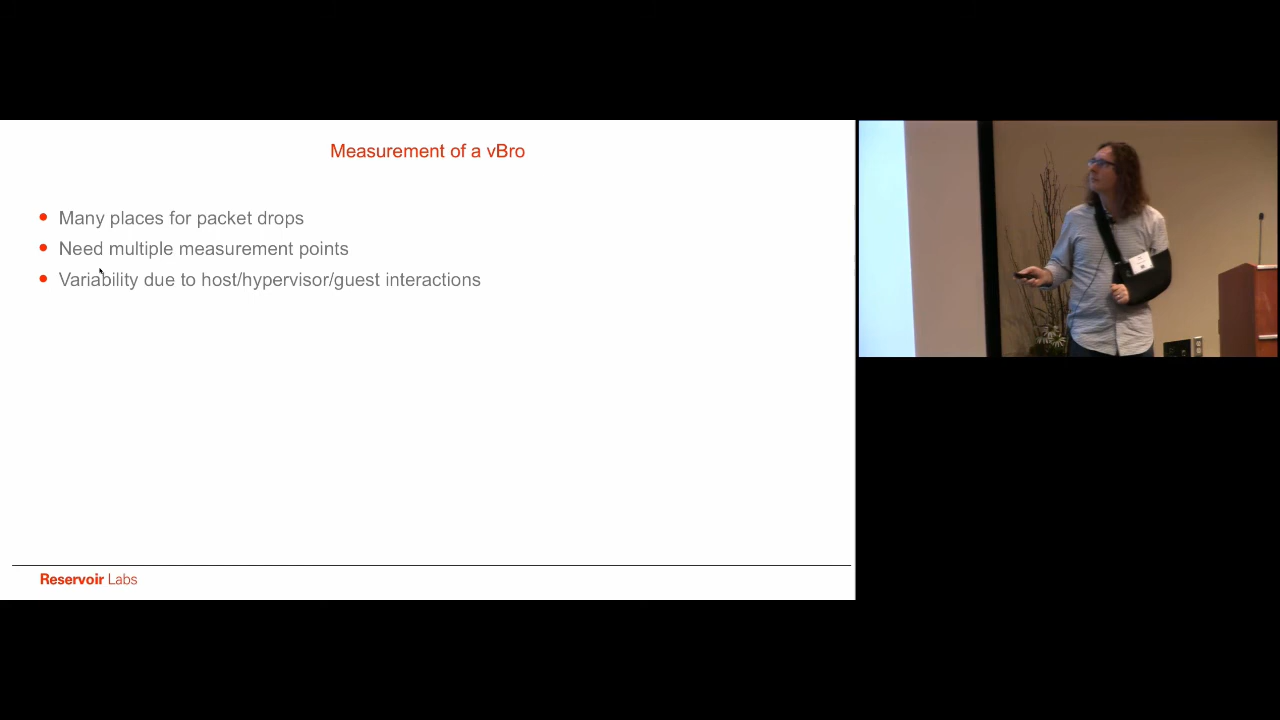 Measurement of a vBro
Many places for packet drops
Need multiple measurement points
Variability due to host/hypervisor/guest interactions
Reservoir Labs